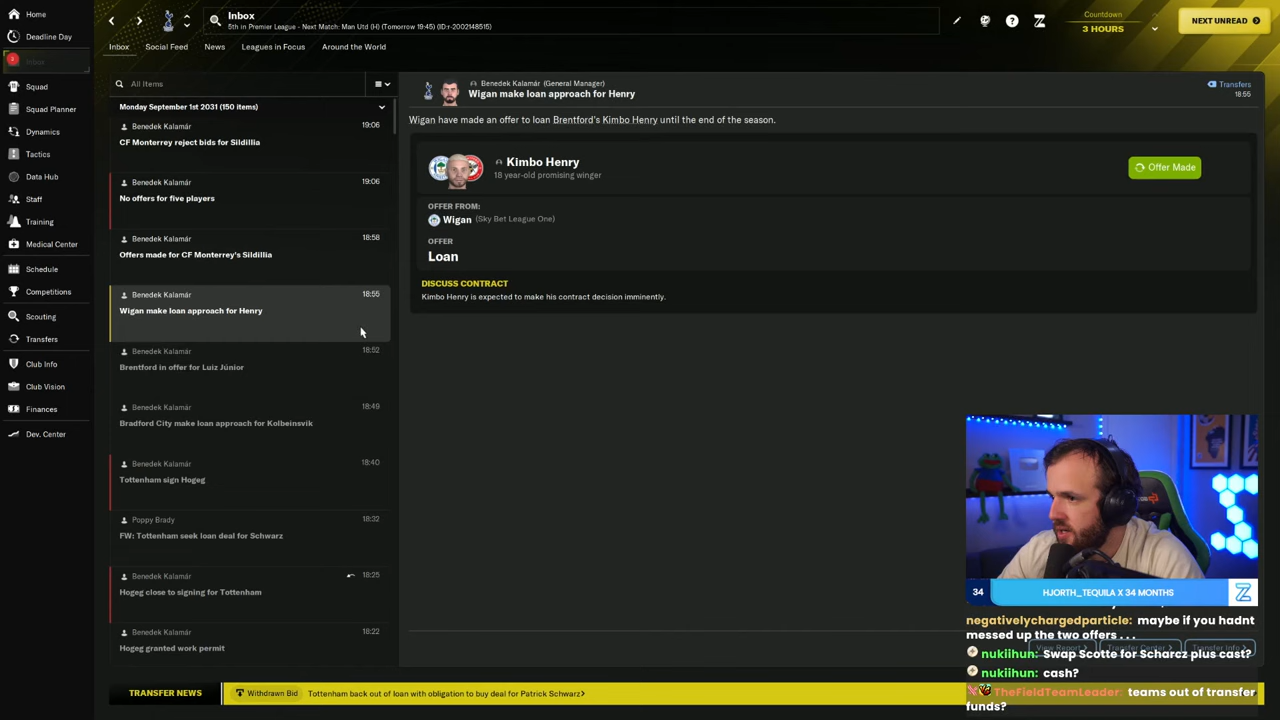 Home
Deadline Day
Inbox
Squad
Squad Planner
Dynamics
Tactics
Data Hub
Staff
Training
Medical Center
Schedule
Competitions
Scouting
Transfers
Club Info
Club Vision
Finances
Dev. Center
Inbox
5th in Premier League - Next Match: Man Utd (H) (Tomorrow 19:45) (ID:r-2002148515)
Countdown
3 HOURS
NEXT UNREAD
Inbox Social Feed News Leagues in Focus Around the World
All Items
Monday September 1st 2031 (150 items)
Benedek Kalamár 19:06
CF Monterrey reject bids for Sildillia
Benedek Kalamár 19:06
No offers for five players
Benedek Kalamár 18:58
Offers made for CF Monterrey's Sildillia
Benedek Kalamár 18:55
Wigan make loan approach for Henry
Benedek Kalamár 18:52
Brentford in offer for Luiz Júnior
Benedek Kalamár 18:49
Bradford City make loan approach for Kolbeinsvik
Benedek Kalamár 18:40
Tottenham sign Hogeg
Poppy Brady 18:32
FW: Tottenham seek loan deal for Schwarz
Benedek Kalamár 18:25
Hogeg close to signing for Tottenham
Benedek Kalamár 18:22
Hogeg granted work permit
Benedek Kalamár (General Manager)
Wigan make loan approach for Henry
Transfers
18:55
Wigan have made an offer to loan Brentford's Kimbo Henry until the end of the season.
Kimbo Henry
18 year-old promising winger
Offer Made
OFFER FROM:
Wigan (Sky Bet League One)
OFFER
Loan
DISCUSS CONTRACT
Kimbo Henry is expected to make his contract decision imminently.
34 HJORTH_TEQUILA X 34 MONTHS
negativelychargedparticle: maybe if you hadnt
messed up the two offers . . .
View Report Transfer Center Transfer Info
nukiihun: Swap Scotte for Scharcz plus cast?
nukiihun: cash?
TheFieldTeamLeader: teams out of transfer
funds?
TRANSFER NEWS
Withdrawn Bid
Tottenham back out of loan with obligation to buy deal for Patrick Schwarz>